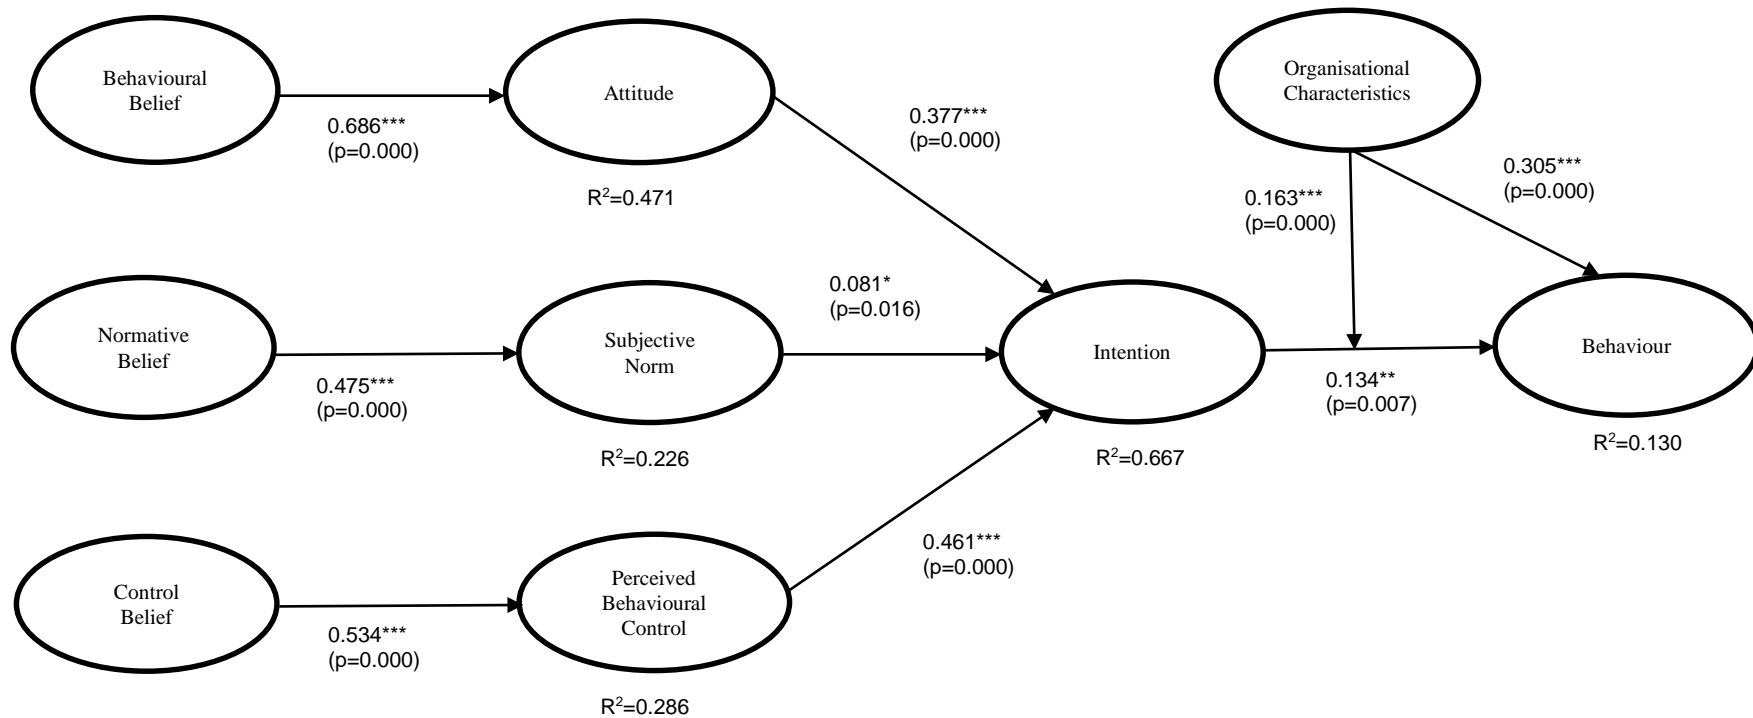 Behavioural
Belief
0.686***
(p=0.000)
Attitude
R²=0.471
0.377***
(p=0.000)
Organisational
Characteristics
0.163***
(p=0.000)
0.305***
(p=0.000)
Normative
Belief
0.475***
(p=0.000)
Subjective
Norm
R²=0.226
0.081*
(p=0.016)
Intention
R²=0.667
0.134**
(p=0.007)
Behaviour
R²=0.130
Control
Belief
0.534***
(p=0.000)
Perceived
Behavioural
Control
R²=0.286
0.461***
(p=0.000)